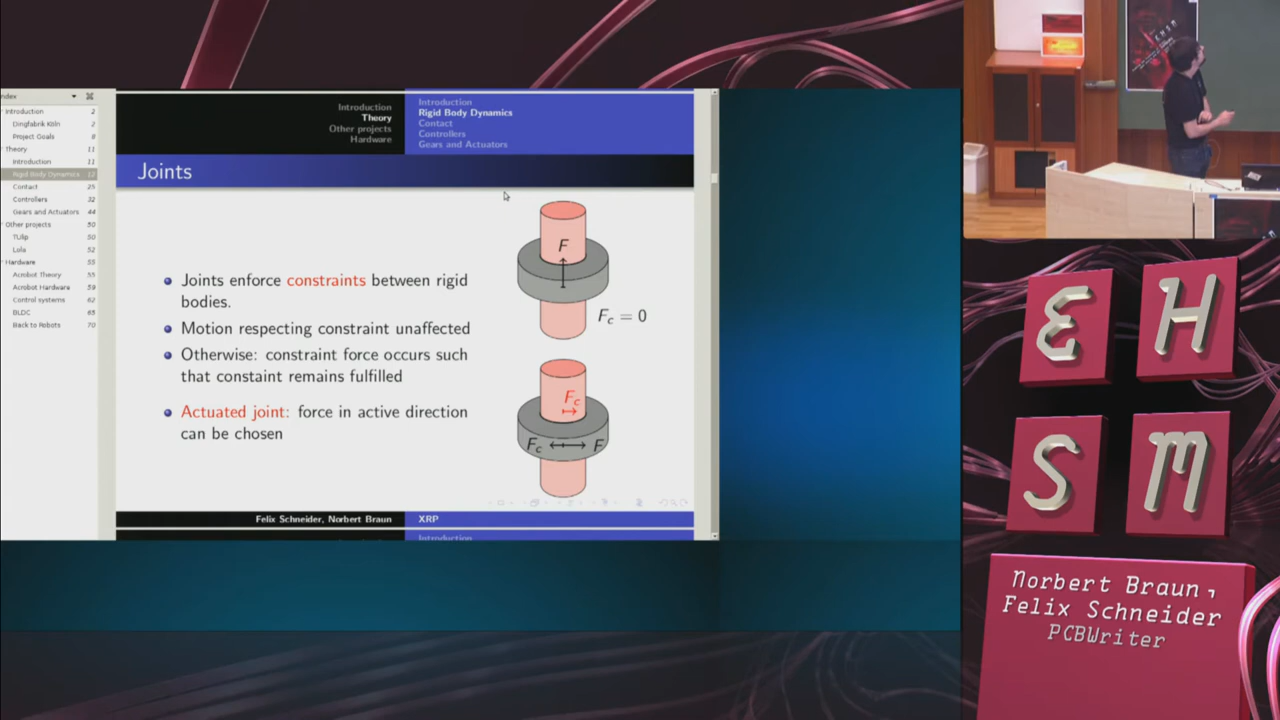 ndex
Introduction 2
Dingfabrik Köln 2
Project Goals 8
Theory 11
Introduction 11
Rigid Body Dynamics 12
Contact 25
Controllers 32
Gears and Actuators 44
Other projects 50
TUlip 50
Lola 52
Hardware 55
Acrobot Theory 55
Acrobot Hardware 59
Control systems 62
BLDC 65
Back to Robots 70
Introduction
Theory
Other projects
Hardware
Introduction
Rigid Body Dynamics
Contact
Controllers
Gears and Actuators
Joints
Joints enforce constraints between rigid
bodies.
Motion respecting constraint unaffected
Otherwise: constraint force occurs such
that constaint remains fulfilled
Actuated joint: force in active direction
can be chosen
F
F_c = 0
F_c
F_c F
Felix Schneider, Norbert Braun XRP
Introduction
E H
S M
Norbert Braun,
Felix Schneider
PCBWriter